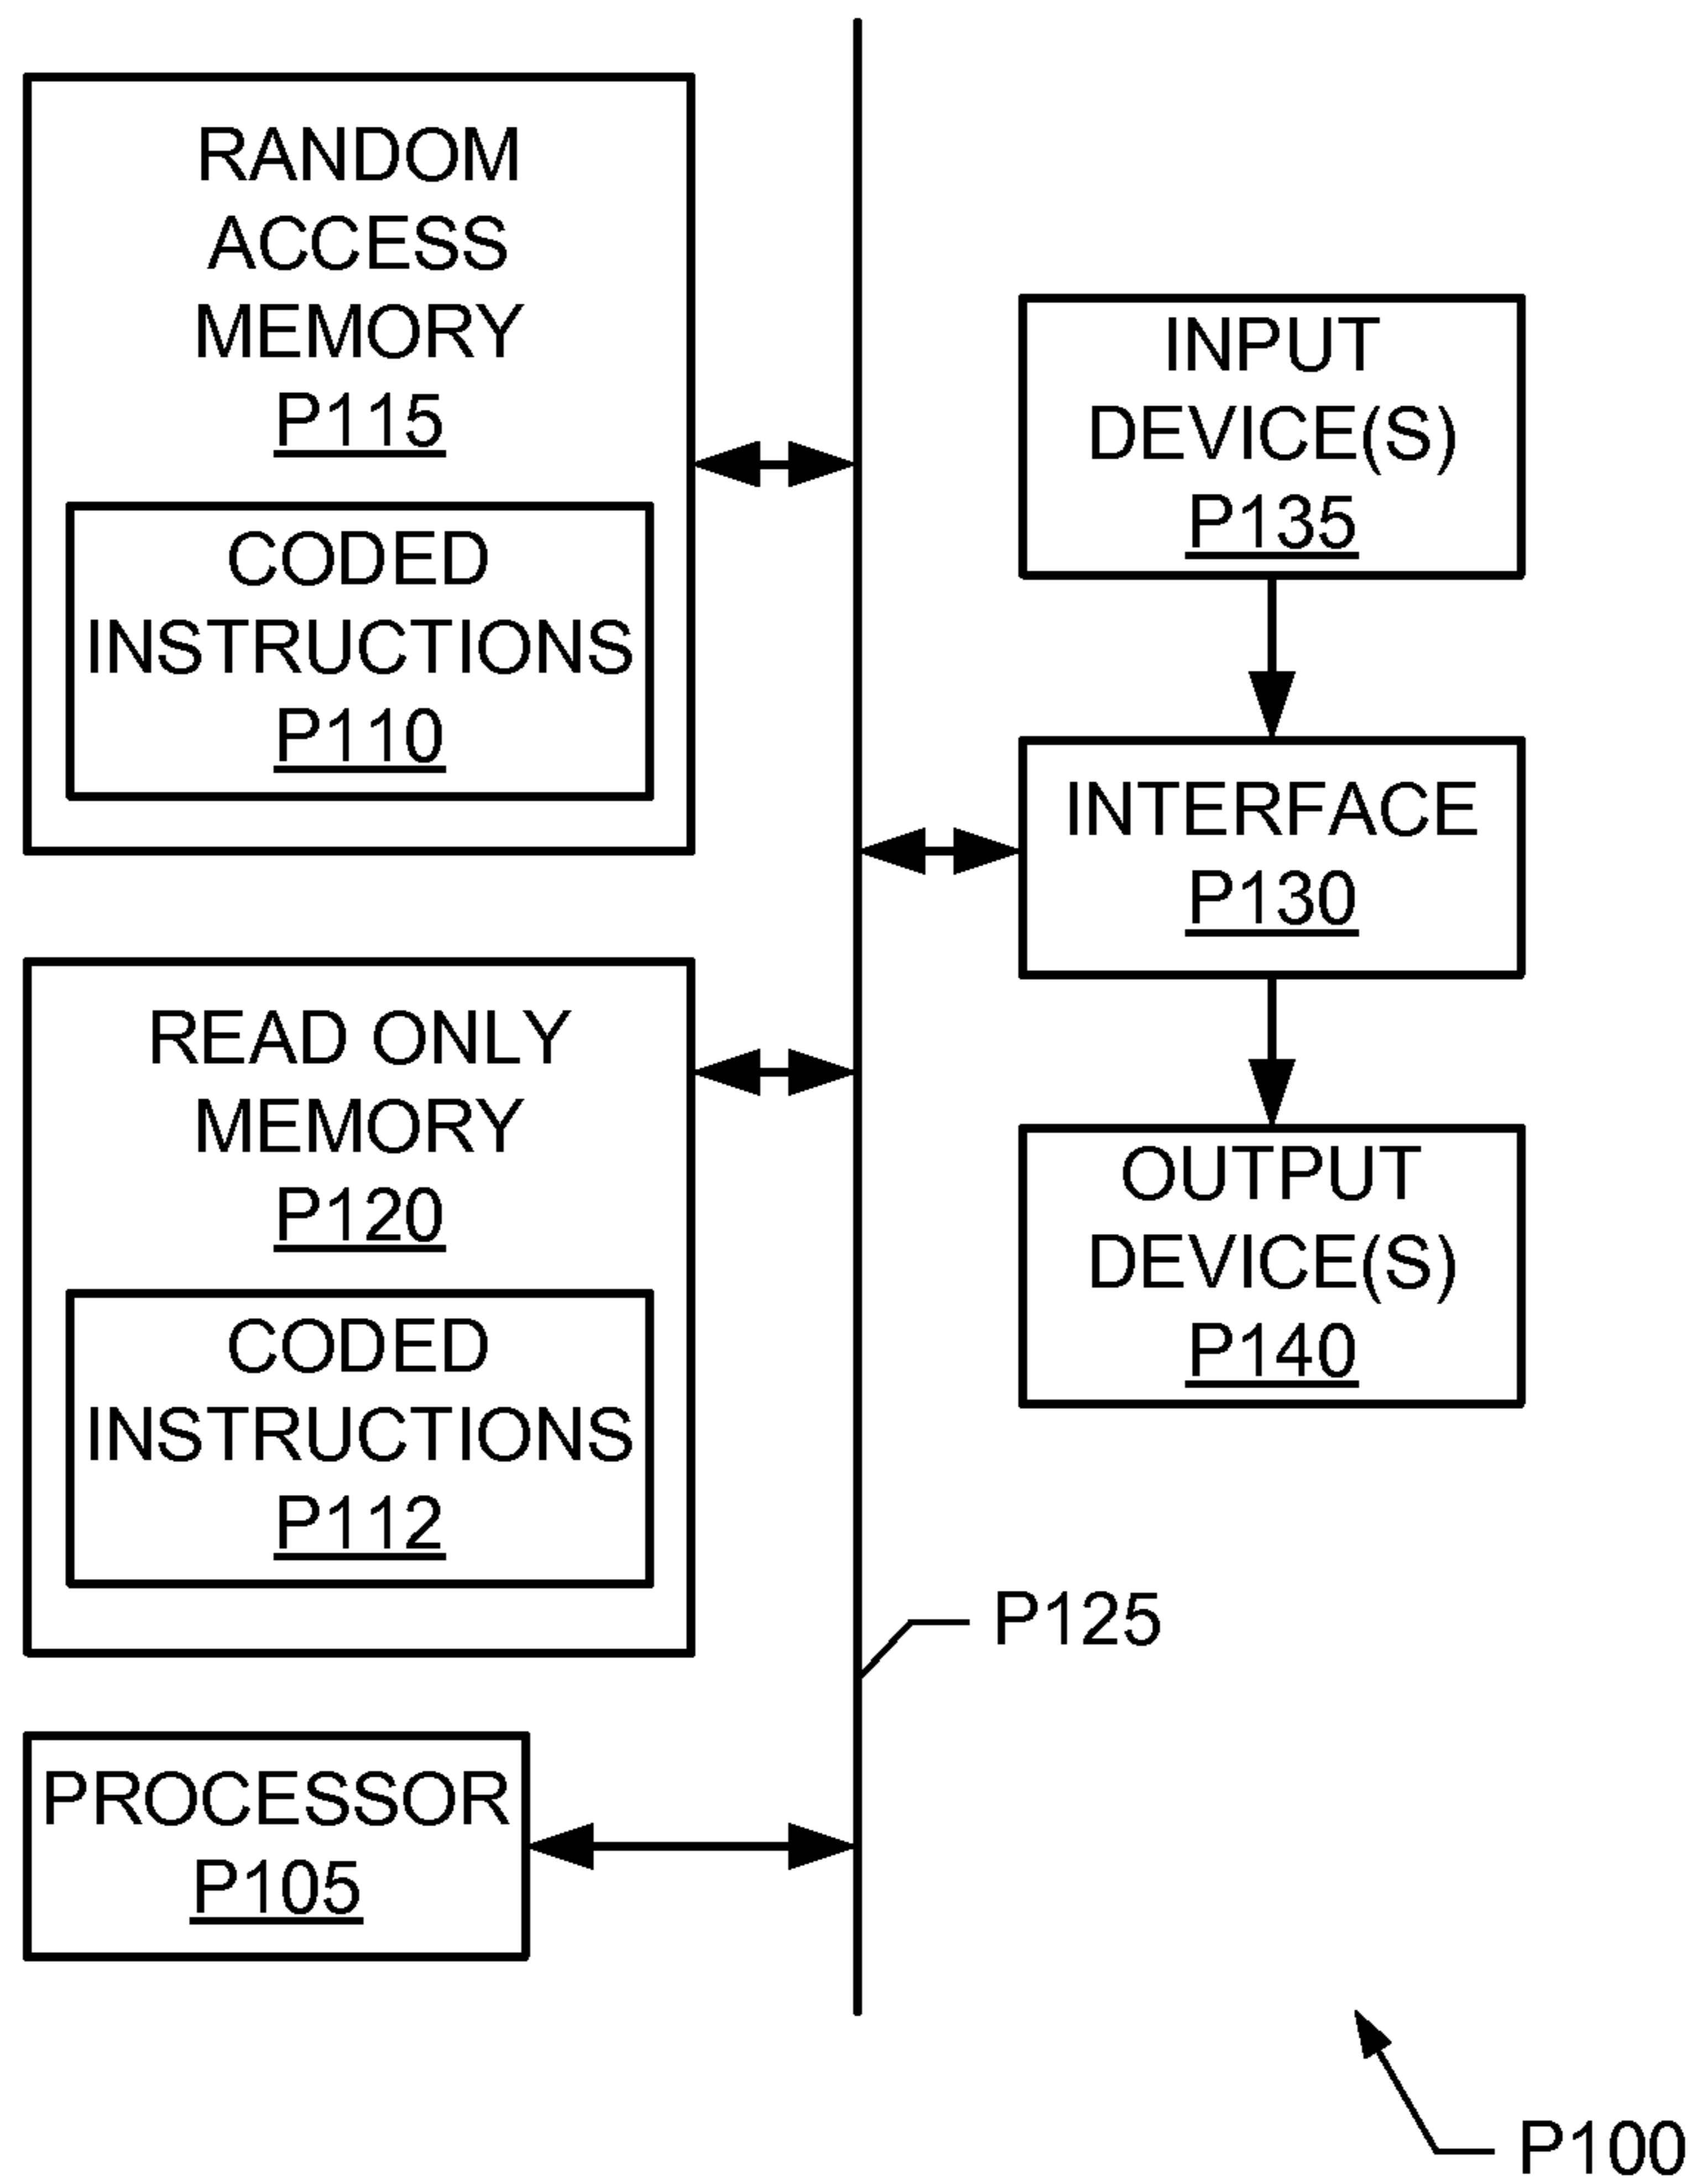 RANDOM
ACCESS
MEMORY
P115
CODED
INSTRUCTIONS
P110
READ ONLY
MEMORY
P120
CODED
INSTRUCTIONS
P112
PROCESSOR
P105
INPUT
DEVICE(S)
P135
INTERFACE
P130
OUTPUT
DEVICE(S)
P140
P125
P100